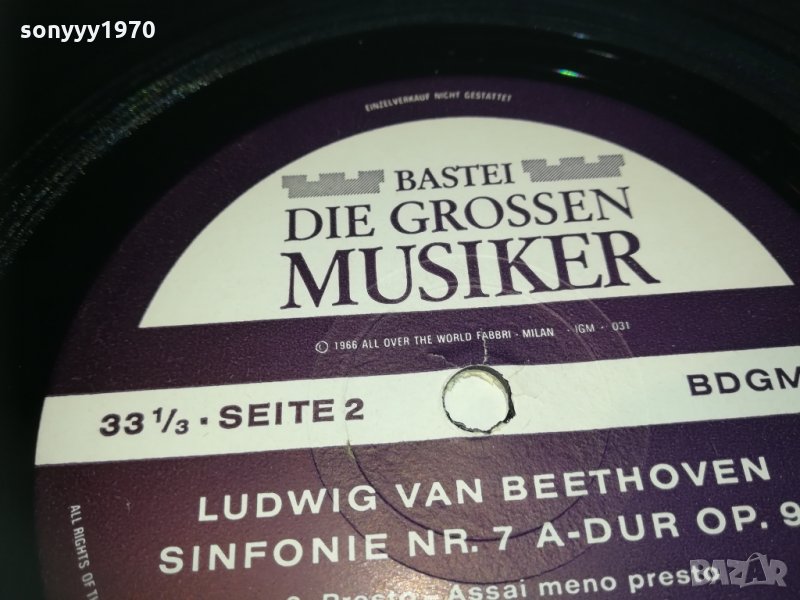 sonyyy1970
EINZELVERKAUF NICHT GESTATTET
BASTEI
DIE GROSSEN
MUSIKER
© 1966 ALL OVER THE WORLD FABBRI - MILAN - IGM - 031
33 1/3 · SEITE 2
BDGM
LUDWIG VAN BEETHOVEN
SINFONIE NR. 7 A-DUR OP. 9
Presto - Assai meno presto
ALL RIGHTS OF
BAZAR